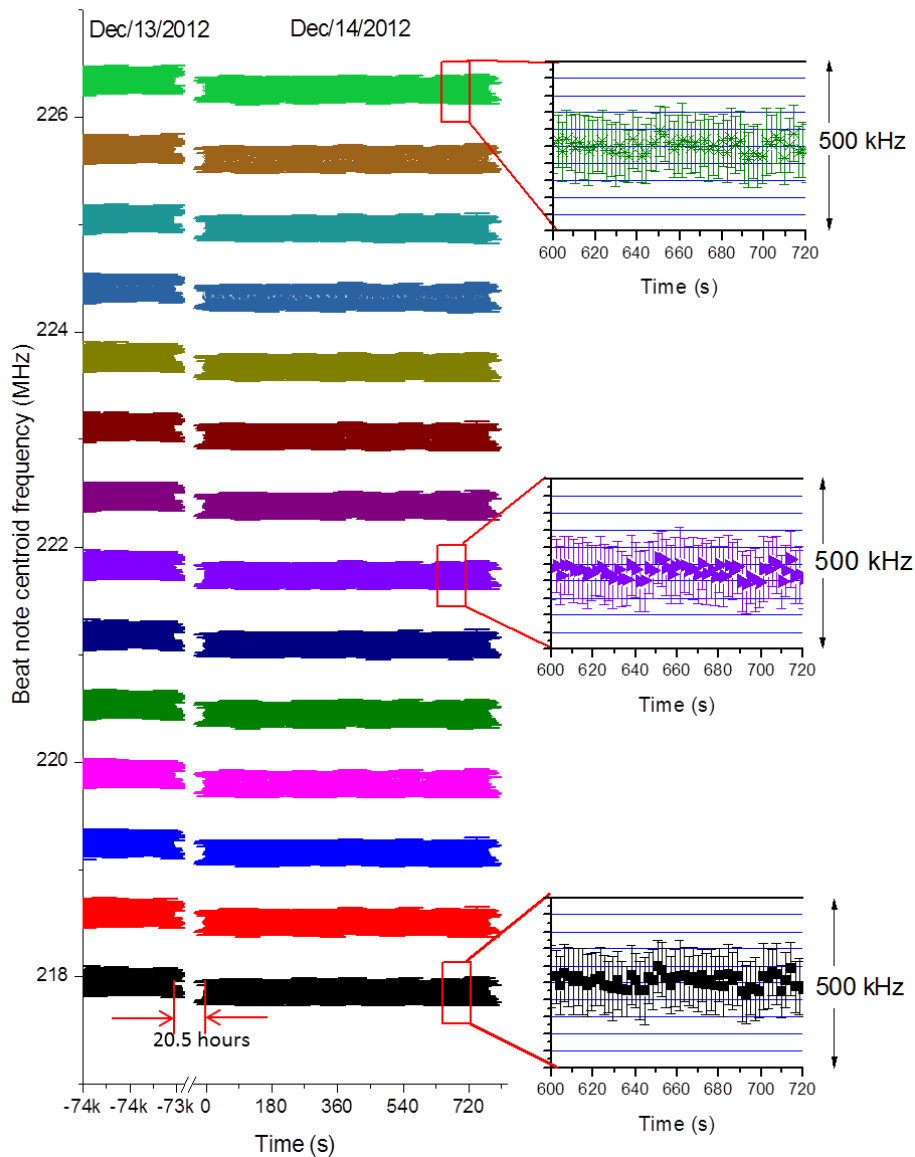 Dec/13/2012 Dec/14/2012
Beat note centroid frequency (MHz)
226
224
222
220
218
20.5 hours
-74k -74k -73k 0 180 360 540 720
Time (s)
500 kHz
600 620 640 660 680 700 720
Time (s)
500 kHz
600 620 640 660 680 700 720
Time (s)
500 kHz
600 620 640 660 680 700 720
Time (s)